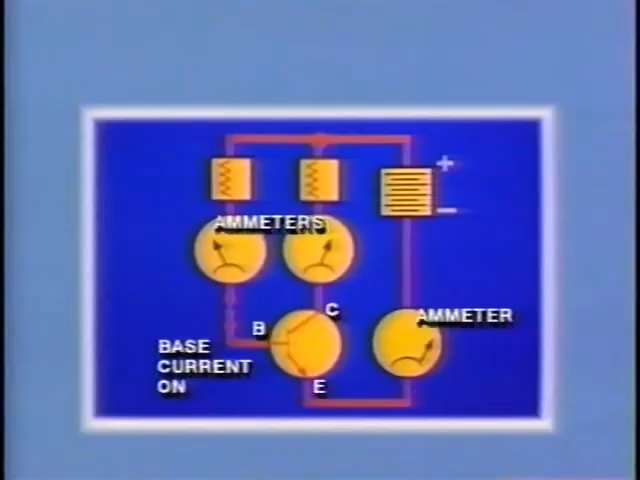 +
AMMETERS
–
C
AMMETER
B
BASE
CURRENT
ON
E